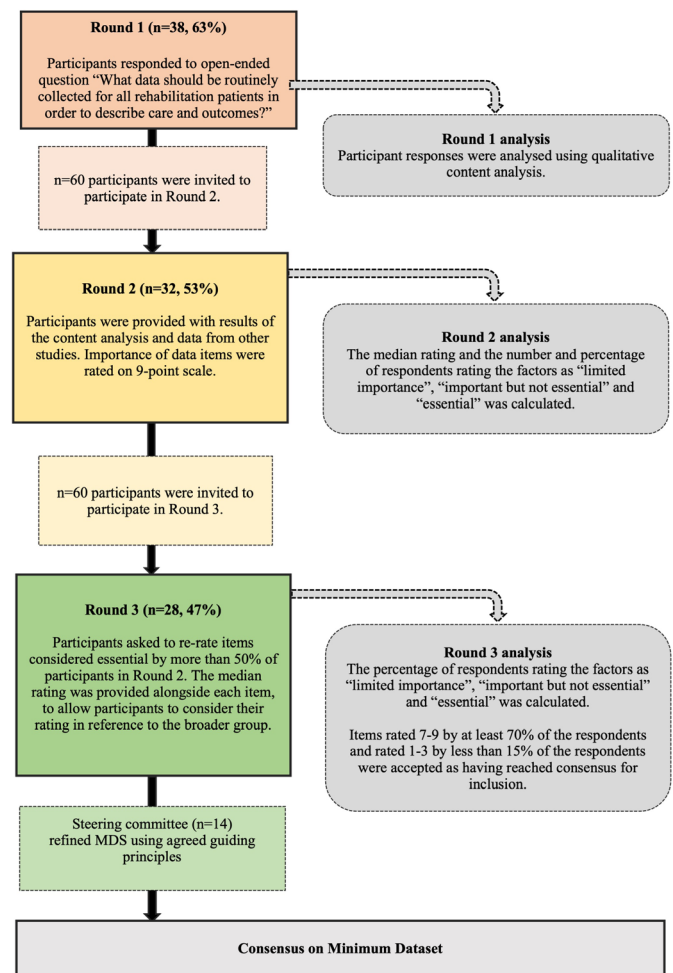 Round 1 (n=38, 63%)
Participants responded to open-ended
question “What data should be routinely
collected for all rehabilitation patients in
order to describe care and outcomes?”
Round 1 analysis
Participant responses were analysed using qualitative
content analysis.
n=60 participants were invited to
participate in Round 2.
Round 2 (n=32, 53%)
Participants were provided with results of
the content analysis and data from other
studies. Importance of data items were
rated on 9-point scale.
Round 2 analysis
The median rating and the number and percentage
of respondents rating the factors as “limited
importance”, “important but not essential” and
“essential” was calculated.
n=60 participants were invited to
participate in Round 3.
Round 3 (n=28, 47%)
Participants asked to re-rate items
considered essential by more than 50% of
participants in Round 2. The median
rating was provided alongside each item,
to allow participants to consider their
rating in reference to the broader group.
Round 3 analysis
The percentage of respondents rating the factors as
“limited importance”, “important but not essential”
and “essential” was calculated.
Items rated 7-9 by at least 70% of the respondents
and rated 1-3 by less than 15% of the respondents
were accepted as having reached consensus for
inclusion.
Steering committee (n=14)
refined MDS using agreed guiding
principles
Consensus on Minimum Dataset